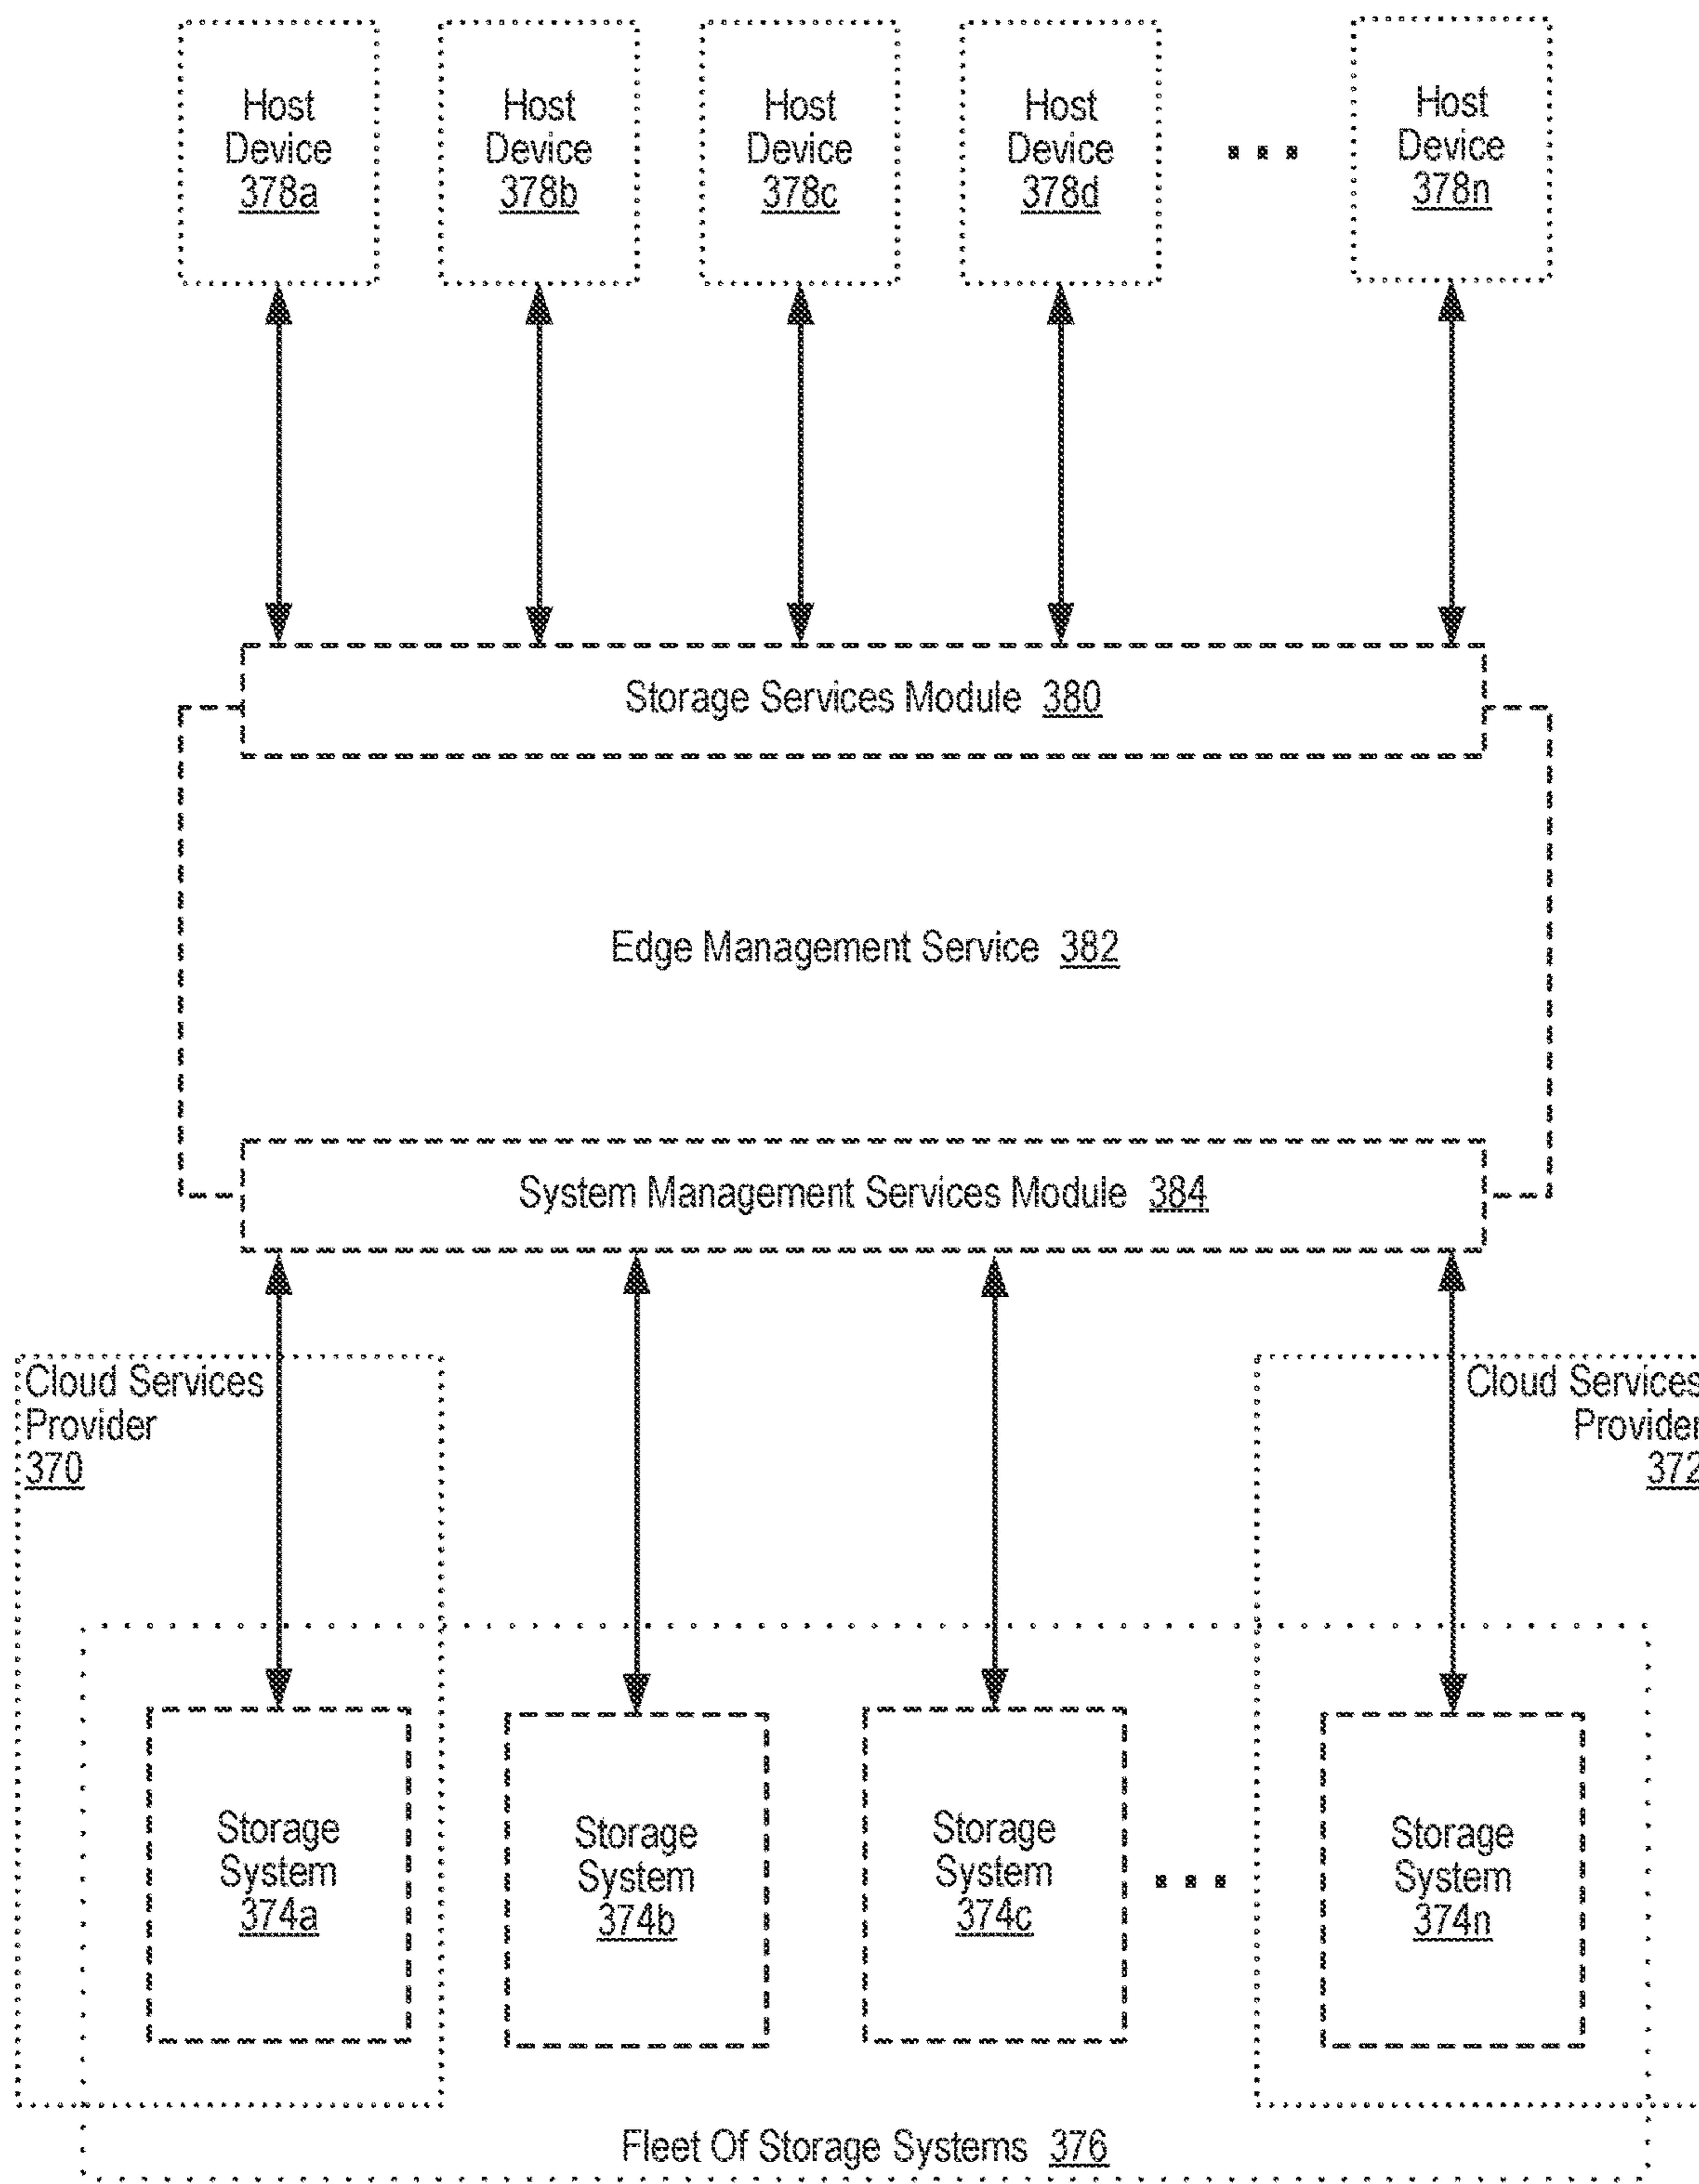 Host
Device
378a
Host
Device
378b
Host
Device
378c
Host
Device
378d
...
Host
Device
378n
Storage Services Module 380
Edge Management Service 382
System Management Services Module 384
Cloud Services
Provider
370
Cloud Services
Provider
372
Storage
System
374a
Storage
System
374b
Storage
System
374c
...
Storage
System
374n
Fleet Of Storage Systems 376